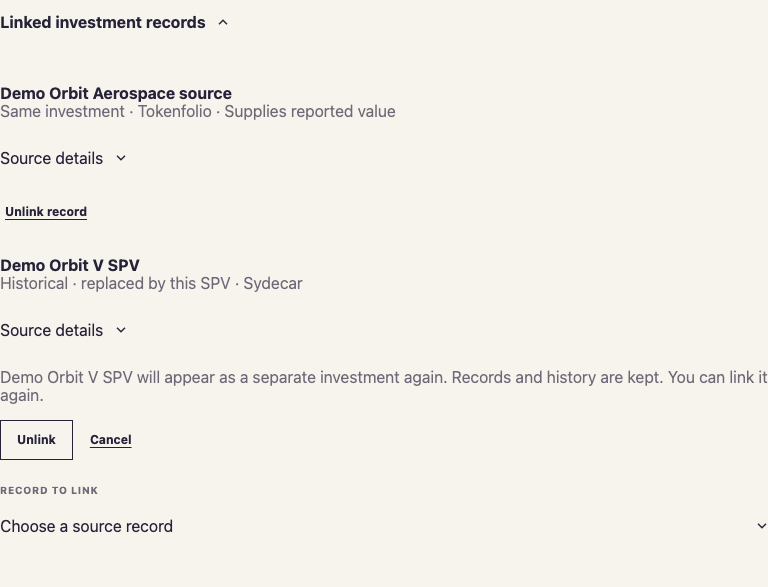 Linked investment records
Demo Orbit Aerospace source
Same investment · Tokenfolio · Supplies reported value
Source details
Unlink record
Demo Orbit V SPV
Historical · replaced by this SPV · Sydecar
Source details
Demo Orbit V SPV will appear as a separate investment again. Records and history are kept. You can link it
again.
Unlink Cancel
RECORD TO LINK
Choose a source record